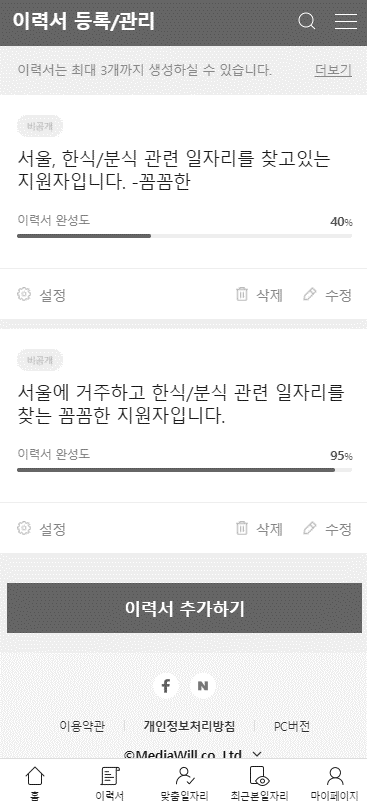 이력서 등록/관리
이력서는 최대 3개까지 생성하실 수 있습니다. 더보기
비공개
서울, 한식/분식 관련 일자리를 찾고있는
지원자입니다. -꼼꼼한
이력서 완성도 40%
설정 삭제 수정
비공개
서울에 거주하고 한식/분식 관련 일자리를
찾는 꼼꼼한 지원자입니다.
이력서 완성도 95%
설정 삭제 수정
이력서 추가하기
f N
이용약관 개인정보처리방침 PC버전
©MediaWill co.,Ltd.
홈 이력서 맞춤일자리 최근본일자리 마이페이지